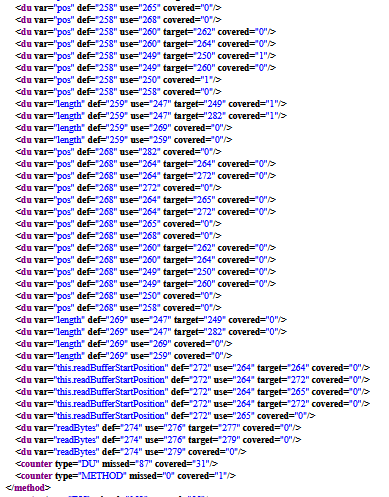 <du var="pos" def="258" use="265" covered="0"/>
<du var="pos" def="258" use="268" covered="0"/>
<du var="pos" def="258" use="260" target="262" covered="0"/>
<du var="pos" def="258" use="260" target="264" covered="0"/>
<du var="pos" def="258" use="249" target="250" covered="1"/>
<du var="pos" def="258" use="249" target="260" covered="0"/>
<du var="pos" def="258" use="250" covered="1"/>
<du var="pos" def="258" use="258" covered="0"/>
<du var="length" def="259" use="247" target="249" covered="1"/>
<du var="length" def="259" use="247" target="282" covered="1"/>
<du var="length" def="259" use="269" covered="0"/>
<du var="length" def="259" use="259" covered="0"/>
<du var="pos" def="268" use="282" covered="0"/>
<du var="pos" def="268" use="264" target="264" covered="0"/>
<du var="pos" def="268" use="264" target="272" covered="0"/>
<du var="pos" def="268" use="272" covered="0"/>
<du var="pos" def="268" use="264" target="265" covered="0"/>
<du var="pos" def="268" use="264" target="272" covered="0"/>
<du var="pos" def="268" use="265" covered="0"/>
<du var="pos" def="268" use="268" covered="0"/>
<du var="pos" def="268" use="260" target="262" covered="0"/>
<du var="pos" def="268" use="260" target="264" covered="0"/>
<du var="pos" def="268" use="249" target="250" covered="0"/>
<du var="pos" def="268" use="249" target="260" covered="0"/>
<du var="pos" def="268" use="250" covered="0"/>
<du var="pos" def="268" use="258" covered="0"/>
<du var="length" def="269" use="247" target="249" covered="0"/>
<du var="length" def="269" use="247" target="282" covered="0"/>
<du var="length" def="269" use="269" covered="0"/>
<du var="length" def="269" use="259" covered="0"/>
<du var="this.readBufferStartPosition" def="272" use="264" target="264" covered="0"/>
<du var="this.readBufferStartPosition" def="272" use="264" target="272" covered="0"/>
<du var="this.readBufferStartPosition" def="272" use="264" target="265" covered="0"/>
<du var="this.readBufferStartPosition" def="272" use="264" target="272" covered="0"/>
<du var="this.readBufferStartPosition" def="272" use="265" covered="0"/>
<du var="readBytes" def="274" use="276" target="277" covered="0"/>
<du var="readBytes" def="274" use="276" target="279" covered="0"/>
<du var="readBytes" def="274" use="279" covered="0"/>
<counter type="DU" missed="87" covered="31"/>
<counter type="METHOD" missed="0" covered="1"/>
</method>